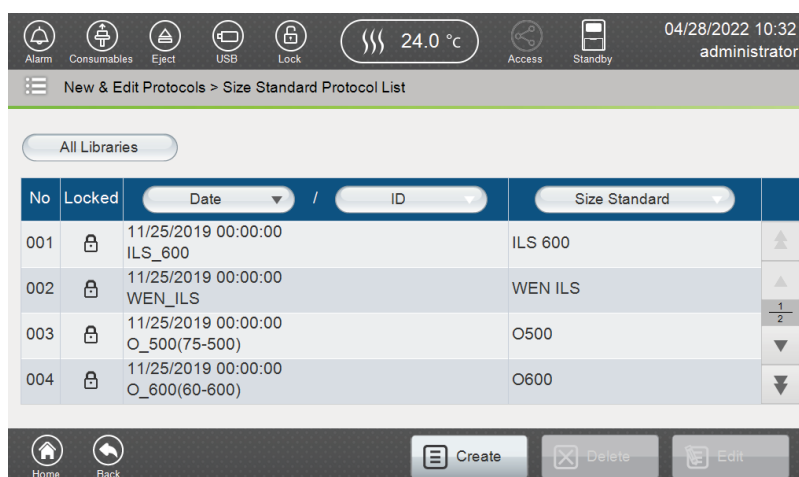 04/28/2022 10:32
24.0 °c
administrator
Alarm Consumables Eject USB Lock Access Standby
New & Edit Protocols > Size Standard Protocol List
All Libraries
No Locked Date / ID Size Standard
001 11/25/2019 00:00:00 ILS 600
ILS_600
002 11/25/2019 00:00:00 WEN ILS
WEN_ILS
1
2
003 11/25/2019 00:00:00 O500
O_500(75-500)
004 11/25/2019 00:00:00 O600
O_600(60-600)
Create Delete Edit
Home Back